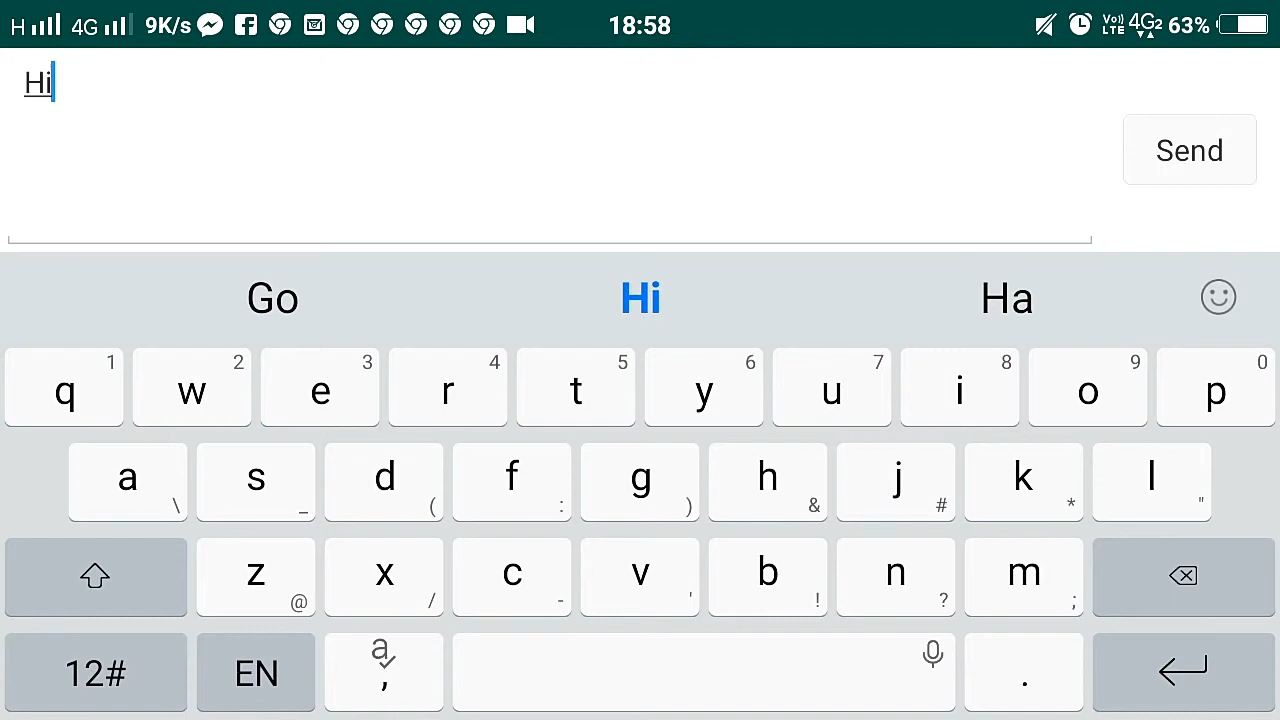 H 4G 9K/s 18:58 Vo) LTE 4G2 63%
Hi
Send
Go Hi Ha
1 2 3 4 5 6 7 8 9 0
q w e r t y u i o p
a s d f g h j k l
\ _ ( : ) & # * "
z x c v b n m
@ / - ' ! ? ;
12# EN a , .